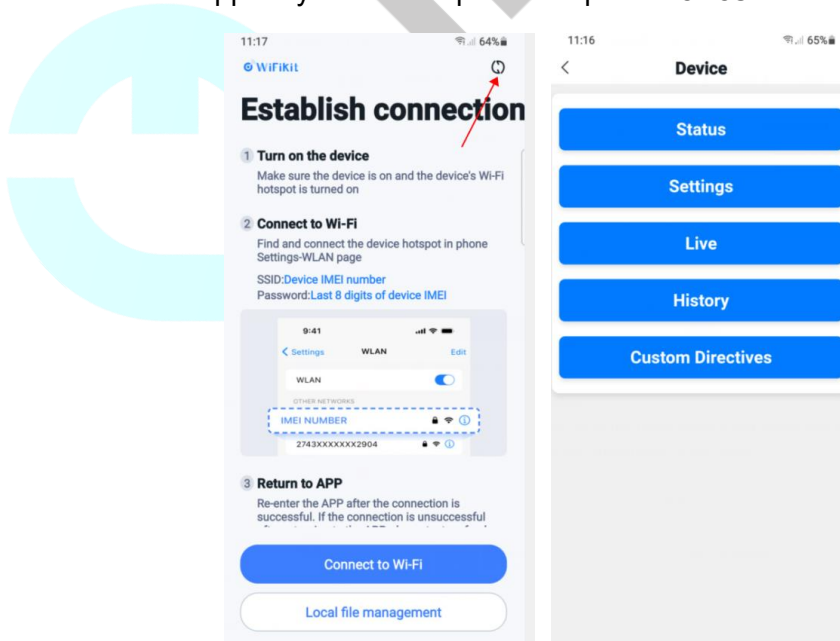 11:17
64%
WiFiKit
Establish connection
1 Turn on the device
Make sure the device is on and the device's Wi-Fi
hotspot is turned on
2 Connect to Wi-Fi
Find and connect the device hotspot in phone
Settings-WLAN page
SSID:Device IMEI number
Password:Last 8 digits of device IMEI
9:41
Settings WLAN Edit
WLAN
OTHER NETWORKS
IMEI NUMBER
2743XXXXXXX2904
3 Return to APP
Re-enter the APP after the connection is
successful. If the connection is unsuccessful
Connect to Wi-Fi
Local file management
11:16
65%
Device
Status
Settings
Live
History
Custom Directives